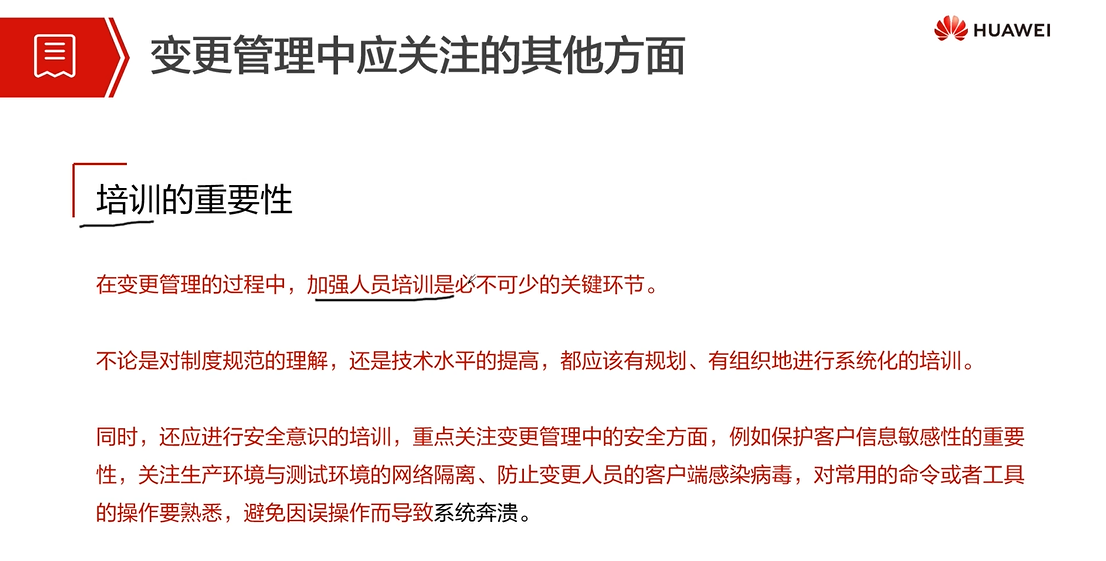 变更管理中应关注的其他方面
HUAWEI
培训的重要性
在变更管理的过程中，加强人员培训是必不可少的关键环节。
不论是对制度规范的理解，还是技术水平的提高，都应该有规划、有组织地进行系统化的培训。
同时，还应进行安全意识的培训，重点关注变更管理中的安全方面，例如保护客户信息敏感性的重要
性，关注生产环境与测试环境的网络隔离、防止变更人员的客户端感染病毒，对常用的命令或者工具
的操作要熟悉，避免因误操作而导致系统奔溃。